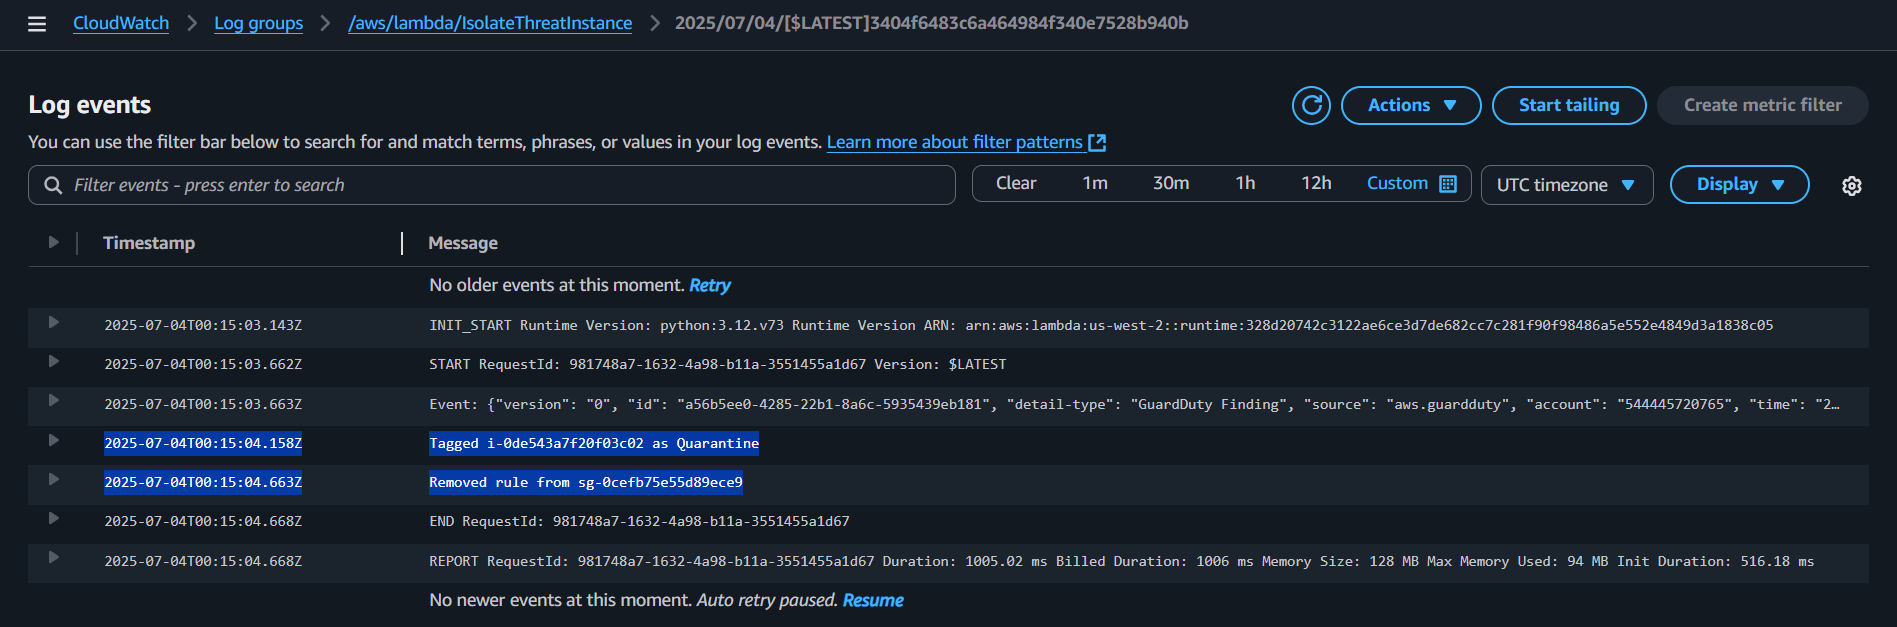 CloudWatch > Log groups > /aws/lambda/IsolateThreatInstance > 2025/07/04/[$LATEST]3404f6483c6a464984f340e7528b940b
Log events
Actions
Start tailing
Create metric filter
You can use the filter bar below to search for and match terms, phrases, or values in your log events. Learn more about filter patterns
Filter events - press enter to search
Clear 1m 30m 1h 12h Custom
UTC timezone
Display
Timestamp Message
No older events at this moment. Retry
2025-07-04T00:15:03.143Z INIT_START Runtime Version: python:3.12.v73 Runtime Version ARN: arn:aws:lambda:us-west-2::runtime:328d20742c3122ae6ce3d7de682cc7c281f90f98486a5e552e4849d3a1838c05
2025-07-04T00:15:03.662Z START RequestId: 981748a7-1632-4a98-b11a-3551455a1d67 Version: $LATEST
2025-07-04T00:15:03.663Z Event: {"version": "0", "id": "a56b5ee0-4285-22b1-8a6c-5935439eb181", "detail-type": "GuardDuty Finding", "source": "aws.guardduty", "account": "544445720765", "time": "2…
2025-07-04T00:15:04.158Z Tagged i-0de543a7f20f03c02 as Quarantine
2025-07-04T00:15:04.663Z Removed rule from sg-0cefb75e55d89ece9
2025-07-04T00:15:04.668Z END RequestId: 981748a7-1632-4a98-b11a-3551455a1d67
2025-07-04T00:15:04.668Z REPORT RequestId: 981748a7-1632-4a98-b11a-3551455a1d67 Duration: 1005.02 ms Billed Duration: 1006 ms Memory Size: 128 MB Max Memory Used: 94 MB Init Duration: 516.18 ms
No newer events at this moment. Auto retry paused. Resume